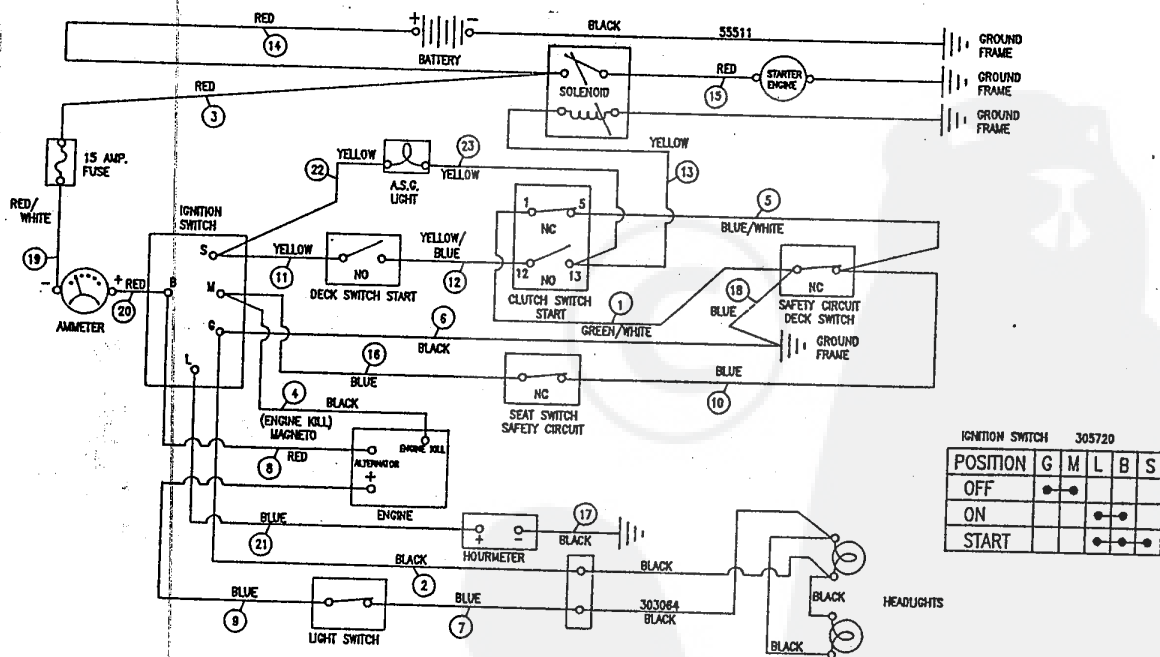 RED
14
+
-
BATTERY
BLACK
55511
GROUND
FRAME
RED
3
SOLENOID
RED
15
STARTER
ENGINE
GROUND
FRAME
GROUND
FRAME
15 AMP.
FUSE
YELLOW
22
23
YELLOW
A.S.G.
LIGHT
YELLOW
13
RED/
WHITE
19
IGNITION
SWITCH
S
M
G
L
B
YELLOW
11
NO
DECK SWITCH START
YELLOW/
BLUE
12
1
5
NC
12
13
NO
CLUTCH SWITCH
START
5
BLUE/WHITE
-
+
RED
20
AMMETER
1
GREEN/WHITE
18
BLUE
NC
SAFETY CIRCUIT
DECK SWITCH
6
BLACK
GROUND
FRAME
16
BLUE
NC
SEAT SWITCH
SAFETY CIRCUIT
BLUE
10
4
BLACK
(ENGINE KILL)
MAGNETO
ENGINE KILL
8
RED
ALTERNATOR
+
ENGINE
BLUE
21
+
-
HOURMETER
17
BLACK
BLACK
2
BLACK
BLUE
9
LIGHT SWITCH
BLUE
7
303064
BLACK
BLACK
BLACK
HEADLIGHTS
IGNITION SWITCH 305720
POSITION G M L B S
OFF
ON
START